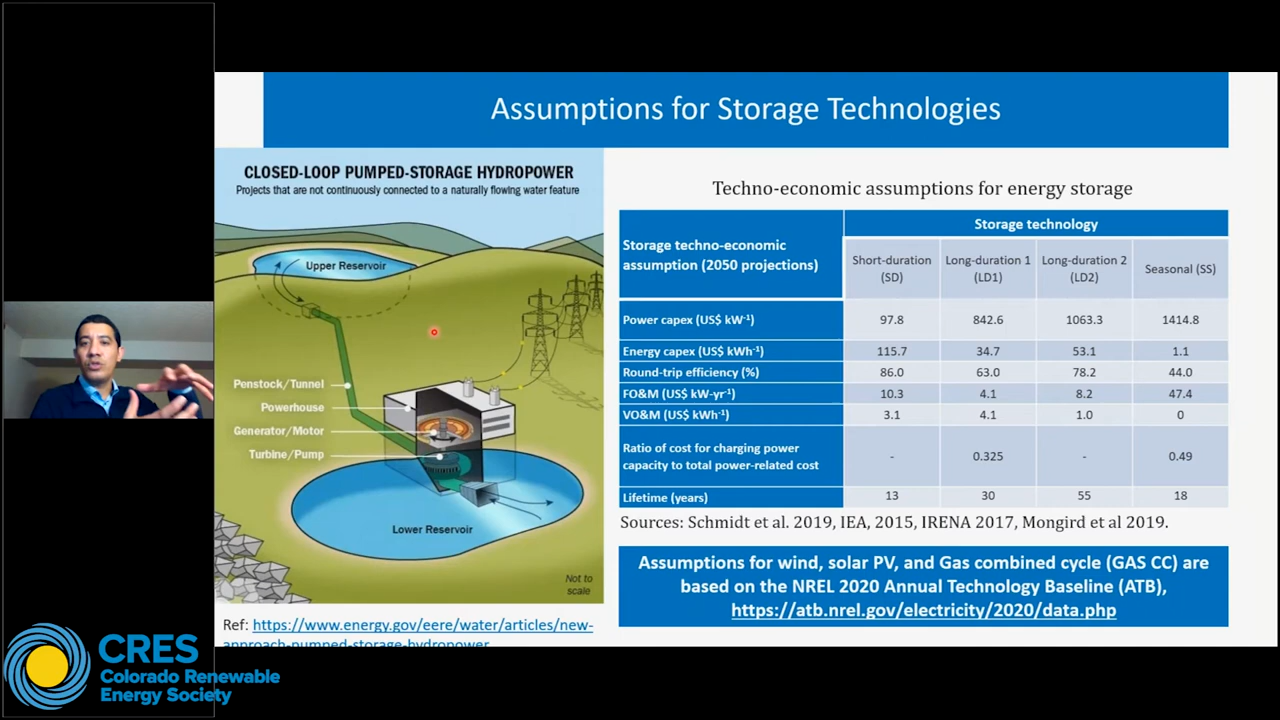 Assumptions for Storage Technologies
CLOSED-LOOP PUMPED-STORAGE HYDROPOWER
Projects that are not continuously connected to a naturally flowing water feature
Upper Reservoir
Penstock/Tunnel
Powerhouse
Generator/Motor
Turbine/Pump
Lower Reservoir
Not to
scale
Ref: https://www.energy.gov/eere/water/articles/new-
approach-pumped-storage-hydropower
Techno-economic assumptions for energy storage
Storage techno-economic
assumption (2050 projections)
Storage technology
Short-duration
(SD)
Long-duration 1
(LD1)
Long-duration 2
(LD2)
Seasonal (SS)
Power capex (US$ kW-1) 97.8 842.6 1063.3 1414.8
Energy capex (US$ kWh-1) 115.7 34.7 53.1 1.1
Round-trip efficiency (%) 86.0 63.0 78.2 44.0
FO&M (US$ kW-yr-1) 10.3 4.1 8.2 47.4
VO&M (US$ kWh-1) 3.1 4.1 1.0 0
Ratio of cost for charging power
capacity to total power-related cost
- 0.325 - 0.49
Lifetime (years) 13 30 55 18
Sources: Schmidt et al. 2019, IEA, 2015, IRENA 2017, Mongird et al 2019.
Assumptions for wind, solar PV, and Gas combined cycle (GAS CC) are
based on the NREL 2020 Annual Technology Baseline (ATB),
https://atb.nrel.gov/electricity/2020/data.php
CRES
Colorado Renewable
Energy Society